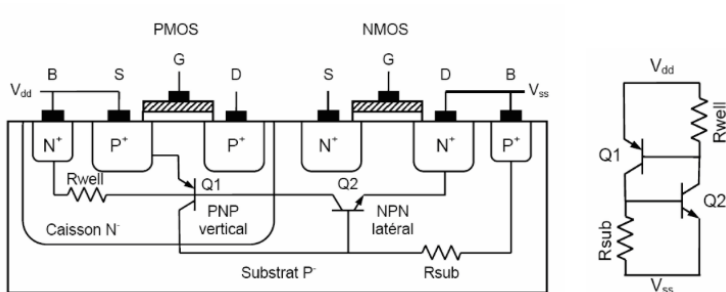 PMOS
NMOS
B
S
G
D
S
G
D
B
Vdd
Vss
N+
P+
P+
N+
N+
P+
Rwell
Q1
Q2
PNP
vertical
NPN
latéral
Caisson N-
Substrat P-
Rsub
Vdd
Rwell
Q1
Q2
Rsub
Vss